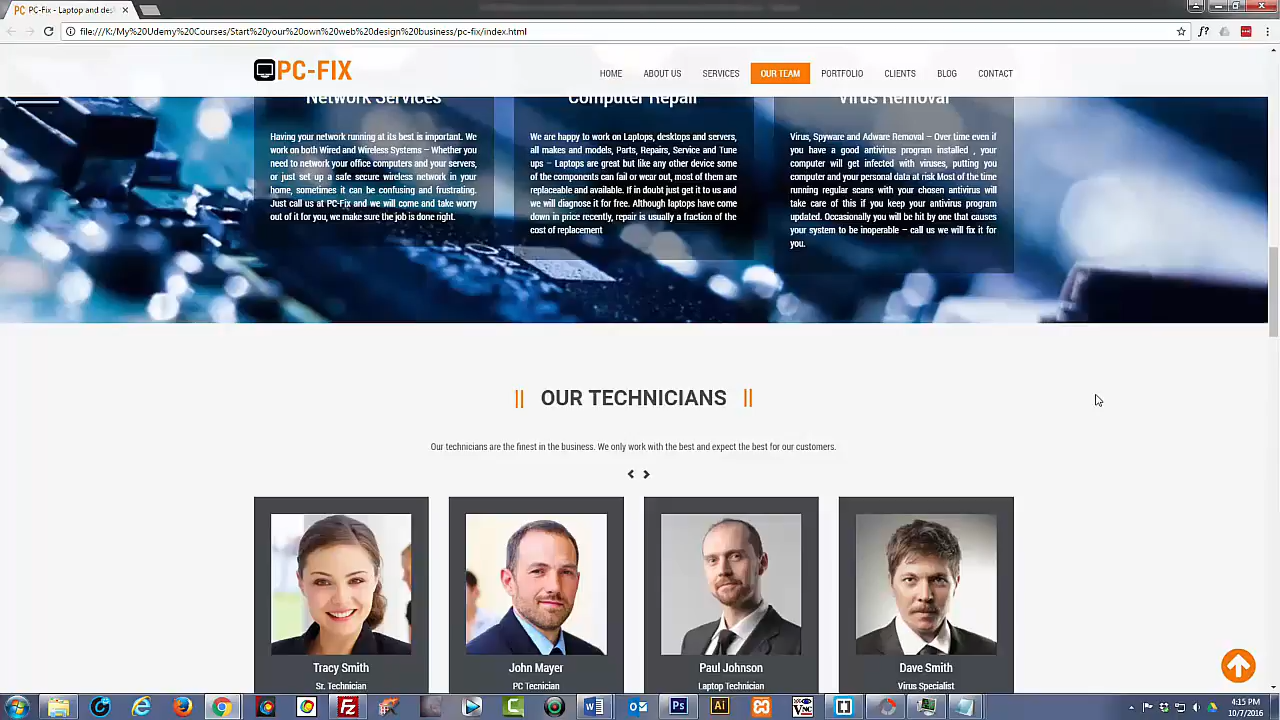 PC PC-Fix - Laptop and des
file:///K:/My%20Udemy%20Courses/Start%20your%20own%20web%20design%20business/pc-fix/index.html
PC-FIX
HOME ABOUT US SERVICES OUR TEAM PORTFOLIO CLIENTS BLOG CONTACT
Network Services
Having your network running at its best is important. We
work on both Wired and Wireless Systems – Whether you
need to network your office computers and your servers,
or just set up a safe secure wireless network in your
home, sometimes it can be confusing and frustrating.
Just call us at PC-Fix and we will come and take worry
out of it for you, we make sure the job is done right.
Computer Repair
We are happy to work on Laptops, desktops and servers,
all makes and models, Parts, Repairs, Service and Tune
ups – Laptops are great but like any other device some
of the components can fail or wear out, most of them are
replaceable and available. If in doubt just get it to us and
we will diagnose it for free. Although laptops have come
down in price recently, repair is usually a fraction of the
cost of replacement
Virus Removal
Virus, Spyware and Adware Removal – Over time even if
you have a good antivirus program installed , your
computer will get infected with viruses, putting you
computer and your personal data at risk Most of the time
running regular scans with your chosen antivirus will
take care of this if you keep your antivirus program
updated. Occasionally you will be hit by one that causes
your system to be inoperable – call us we will fix it for
you.
|| OUR TECHNICIANS ||
Our technicians are the finest in the business. We only work with the best and expect the best for our customers.
Tracy Smith
Sr. Technician
John Mayer
PC Tecnician
Paul Johnson
Laptop Technician
Dave Smith
Virus Specialist
4:15 PM
10/7/2016